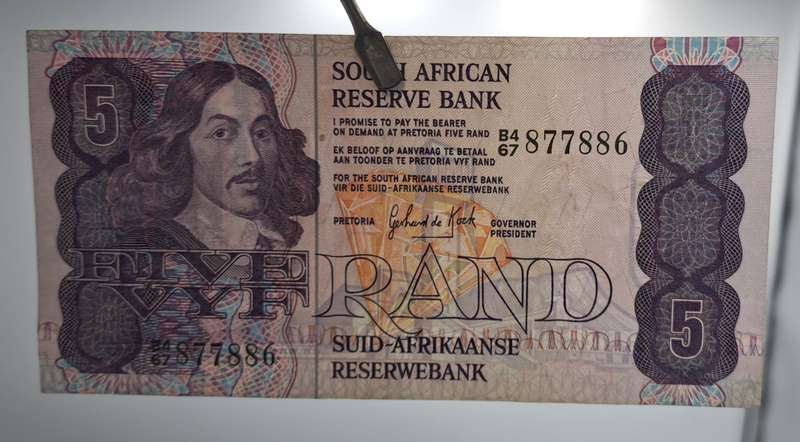 5
SOUTH AFRICAN
RESERVE BANK
I PROMISE TO PAY THE BEARER
ON DEMAND AT PRETORIA FIVE RAND
B4
67 877886
EK BELOOF OP AANVRAAG TE BETAAL
AAN TOONDER TE PRETORIA VYF RAND
FOR THE SOUTH AFRICAN RESERVE BANK
VIR DIE SUID-AFRIKAANSE RESERWEBANK
PRETORIA Gerhard de Kock GOVERNOR
PRESIDENT
FIVE
VYF RAND
5
B4
67 877886
SUID-AFRIKAANSE
RESERWEBANK